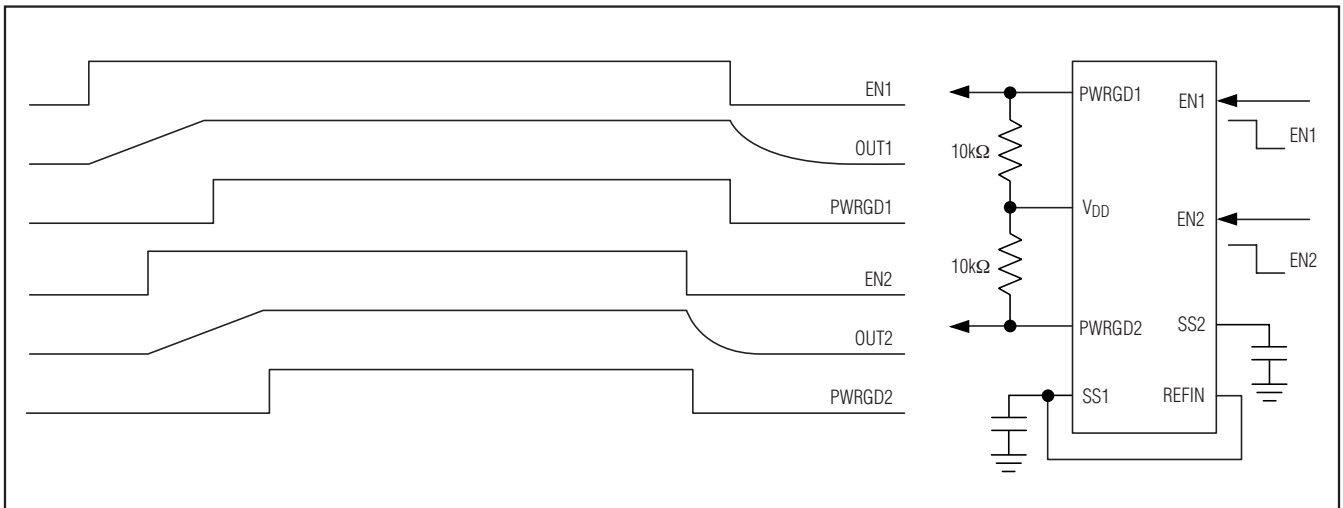 EN1
OUT1
PWRGD1
EN2
OUT2
PWRGD2
PWRGD1
EN1
EN1
10kΩ
VDD
EN2
EN2
10kΩ
PWRGD2
SS2
SS1
REFIN